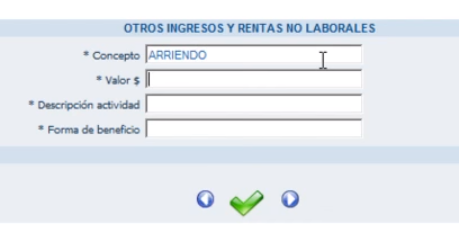 OTROS INGRESOS Y RENTAS NO LABORALES
* Concepto ARRIENDO
* Valor $
* Descripción actividad
* Forma de beneficio